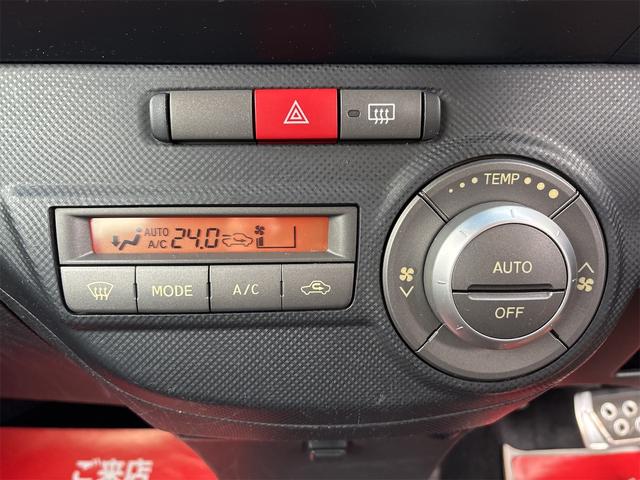 TEMP
AUTO
A/C 24.0
AUTO
OFF
MODE
A/C
ご来店